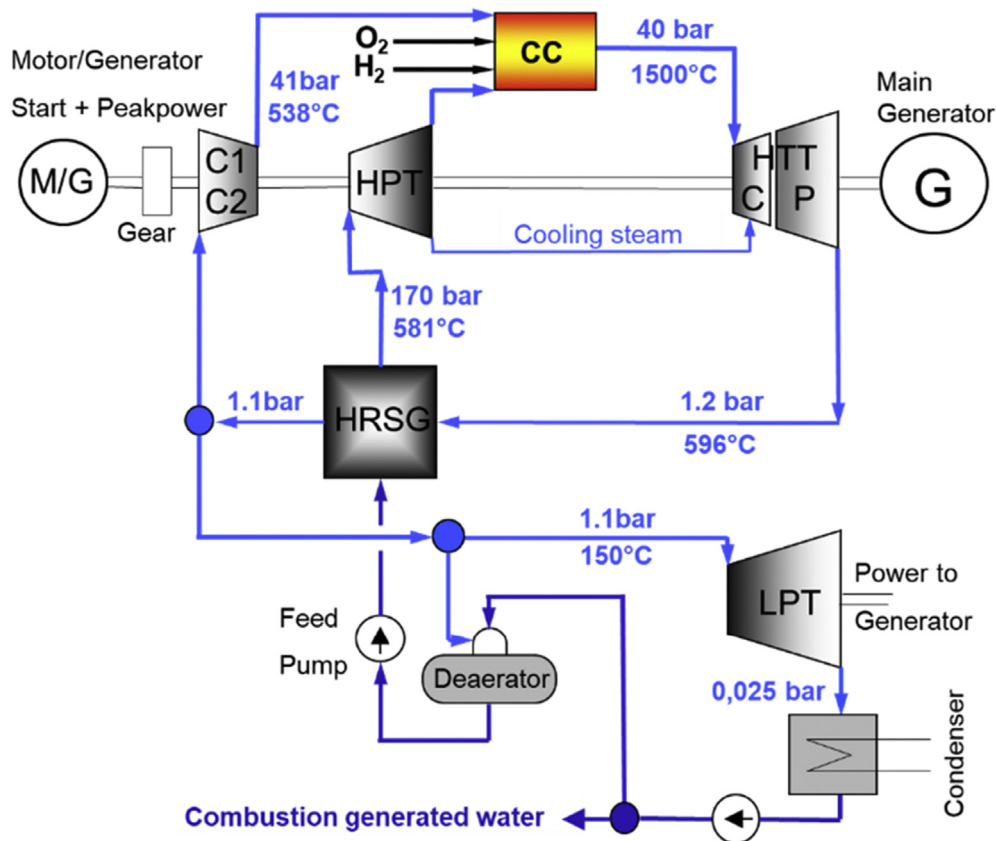 O₂
H₂
CC
40 bar
1500°C
Motor/Generator
Start + Peakpower
41bar
538°C
Main
Generator
M/G
C1
C2
Gear
HPT
HTT
C
P
G
Cooling steam
170 bar
581°C
1.1bar
HRSG
1.2 bar
596°C
1.1bar
150°C
LPT
Power to
Generator
Feed
Pump
Deaerator
0,025 bar
Condenser
Combustion generated water